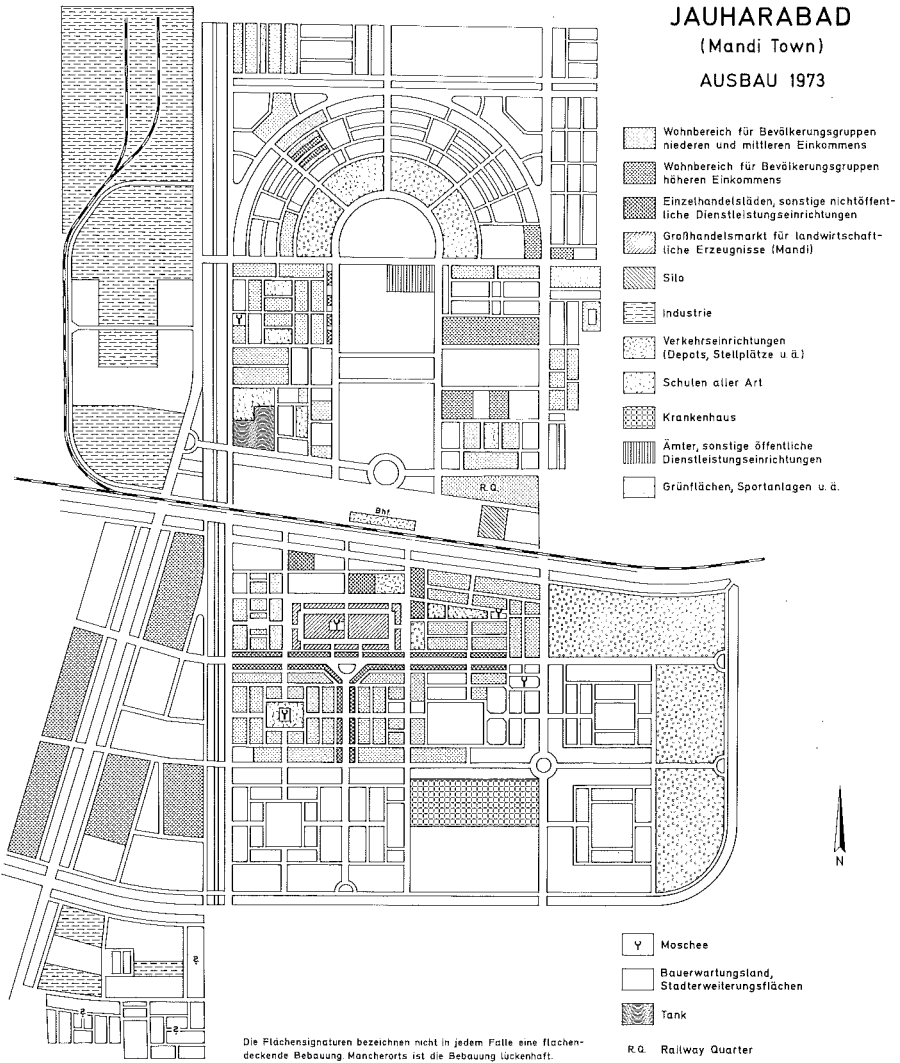 JAUHARABAD
(Mandi Town)
AUSBAU 1973
Wohnbereich für Bevölkerungsgruppen
niederen und mittleren Einkommens
Wohnbereich für Bevölkerungsgruppen
höheren Einkommens
Einzelhandelsläden, sonstige nichtöffent-
liche Dienstleistungseinrichtungen
Großhandelsmarkt für landwirtschaft-
liche Erzeugnisse (Mandi)
Silo
Industrie
Verkehrseinrichtungen
(Depots, Stellplätze u. ä.)
Schulen aller Art
Krankenhaus
Ämter, sonstige öffentliche
Dienstleistungseinrichtungen
Grünflächen, Sportanlagen u. ä.
R.Q.
Bhf
N
Moschee
Bauerwartungsland,
Stadterweiterungsflächen
Tank
R.Q. Railway Quarter
?
?
?
Die Flächensignaturen bezeichnen nicht in jedem Falle eine flächen-
deckende Bebauung. Mancherorts ist die Bebauung lückenhaft.